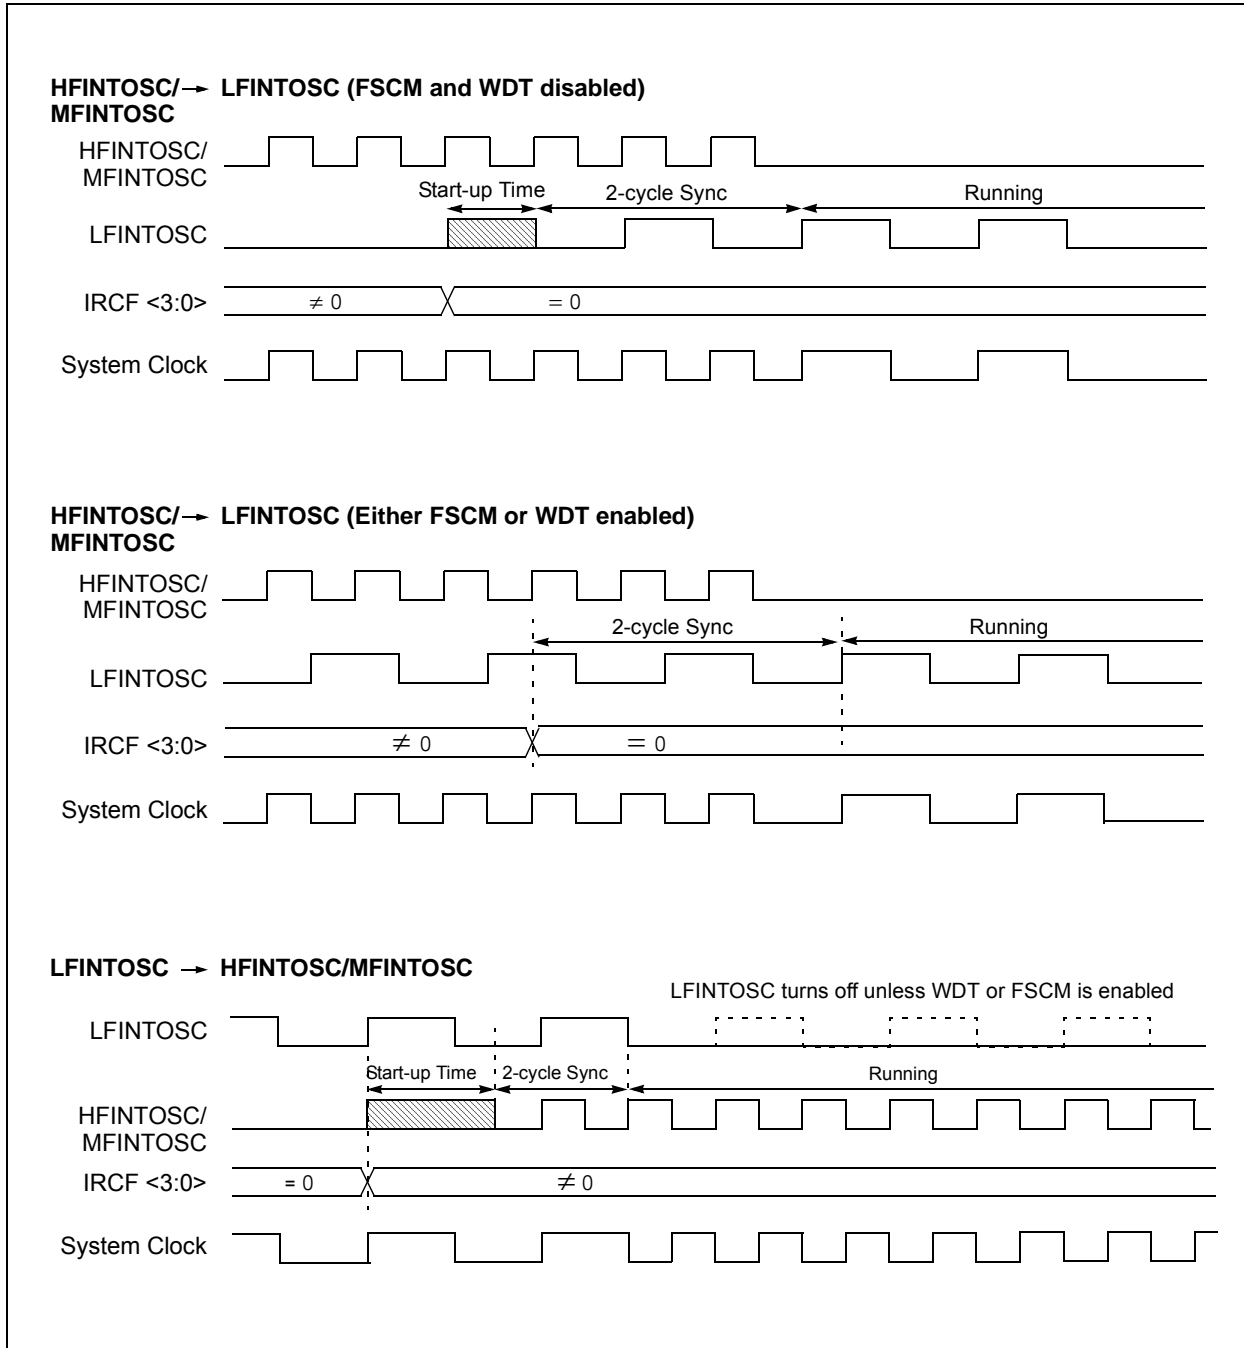 HFINTOSC/ → LFINTOSC (FSCM and WDT disabled)
MFINTOSC
HFINTOSC/
MFINTOSC
Start-up Time 2-cycle Sync Running
LFINTOSC
IRCF <3:0> ≠ 0 = 0
System Clock
HFINTOSC/ → LFINTOSC (Either FSCM or WDT enabled)
MFINTOSC
HFINTOSC/
MFINTOSC
2-cycle Sync Running
LFINTOSC
IRCF <3:0> ≠ 0 = 0
System Clock
LFINTOSC → HFINTOSC/MFINTOSC
LFINTOSC turns off unless WDT or FSCM is enabled
LFINTOSC
Start-up Time 2-cycle Sync Running
HFINTOSC/
MFINTOSC
IRCF <3:0> = 0 ≠ 0
System Clock